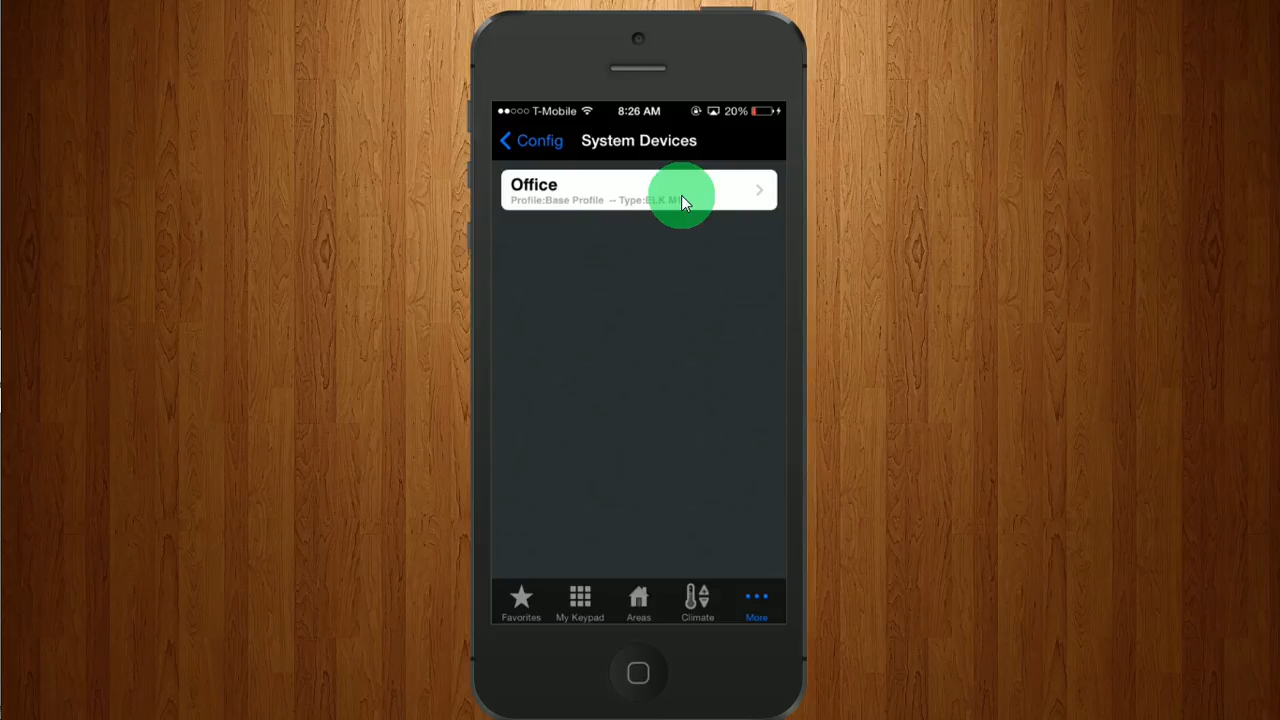 T-Mobile 8:26 AM 20%
Config System Devices
Office
Profile:Base Profile -- Type:ELK
Favorites My Keypad Areas Climate More